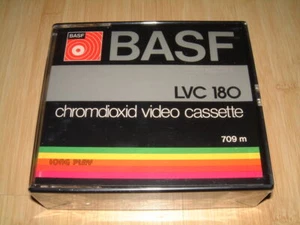 BASF
BASF
LVC 180
chromdioxid video cassette
709 m
LONG PLAY